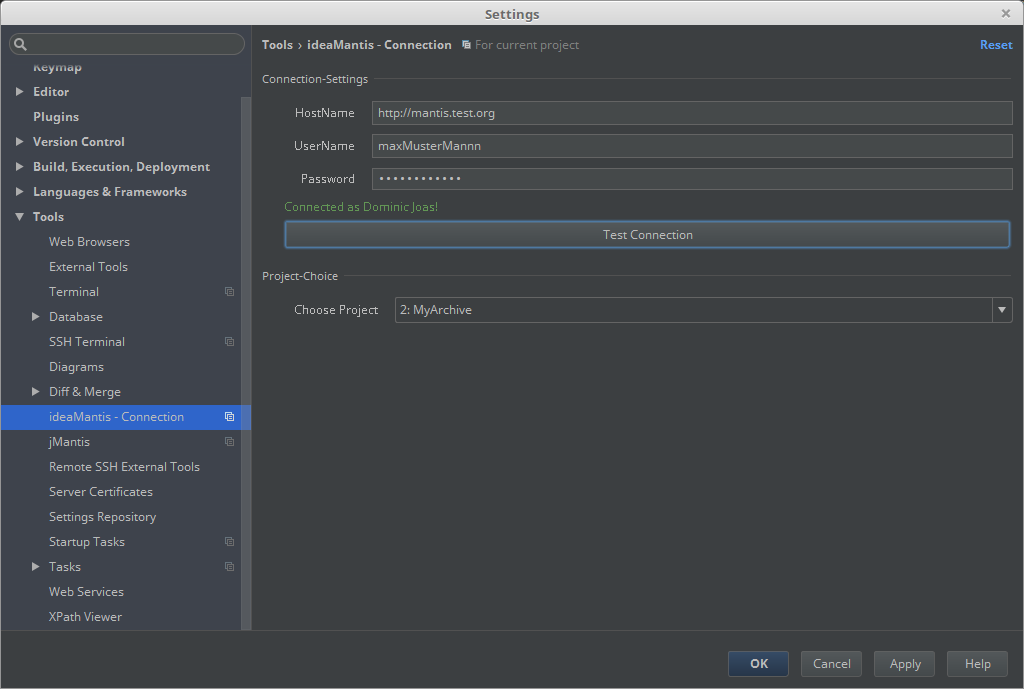 Settings
Tools › ideaMantis - Connection For current project Reset
Keymap
Editor
Plugins
Version Control
Build, Execution, Deployment
Languages & Frameworks
Tools
Web Browsers
External Tools
Terminal
Database
SSH Terminal
Diagrams
Diff & Merge
ideaMantis - Connection
jMantis
Remote SSH External Tools
Server Certificates
Settings Repository
Startup Tasks
Tasks
Web Services
XPath Viewer
Connection-Settings
HostName http://mantis.test.org
UserName maxMusterMannn
Password ••••••••••••
Connected as Dominic Joas!
Test Connection
Project-Choice
Choose Project 2: MyArchive
OK Cancel Apply Help